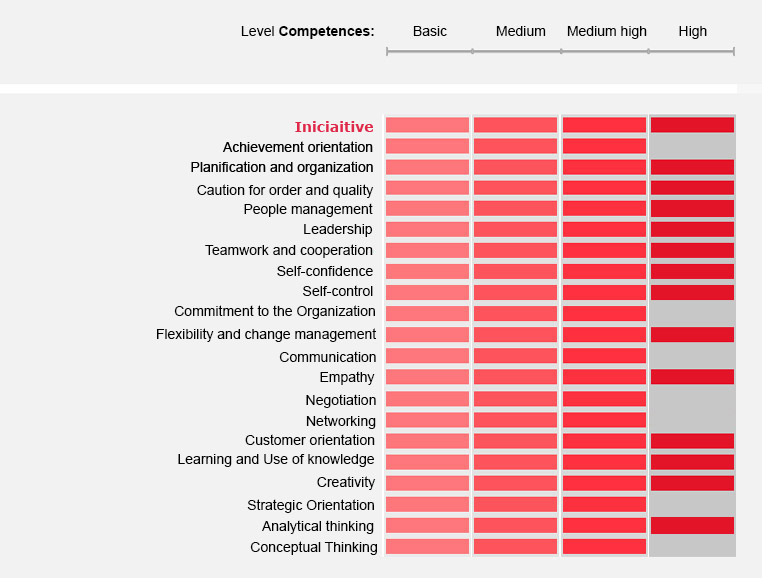 Level Competences: Basic Medium Medium high High
Iniciaitive
Achievement orientation
Planification and organization
Caution for order and quality
People management
Leadership
Teamwork and cooperation
Self-confidence
Self-control
Commitment to the Organization
Flexibility and change management
Communication
Empathy
Negotiation
Networking
Customer orientation
Learning and Use of knowledge
Creativity
Strategic Orientation
Analytical thinking
Conceptual Thinking